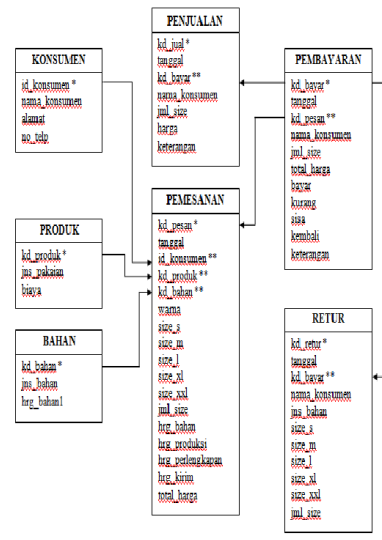 PENJUALAN
kd_jual *
tanggal
kd_bayar **
nama_konsumen
jml_size
harga
keterangan
KONSUMEN
id_konsumen *
nama_konsumen
alamat
no_telp
PEMBAYARAN
kd_bayar *
tanggal
kd_pesan **
nama_konsumen
jml_size
total_harga
bayar
kurang
sisa
kembali
keterangan
PEMESANAN
kd_pesan *
tanggal
id_konsumen **
kd_produk **
kd_bahan **
warna
size_s
size_m
size_l
size_xl
size_xxl
jml_size
hrg_bahan
hrg_produksi
hrg_perlengkapan
hrg_kirim
total_harga
PRODUK
kd_produk *
jns_pakaian
biaya
BAHAN
kd_bahan *
jns_bahan
hrg_bahan1
RETUR
kd_retur *
tanggal
kd_bayar **
nama_konsumen
jns_bahan
size_s
size_m
size_l
size_xl
size_xxl
jml_size